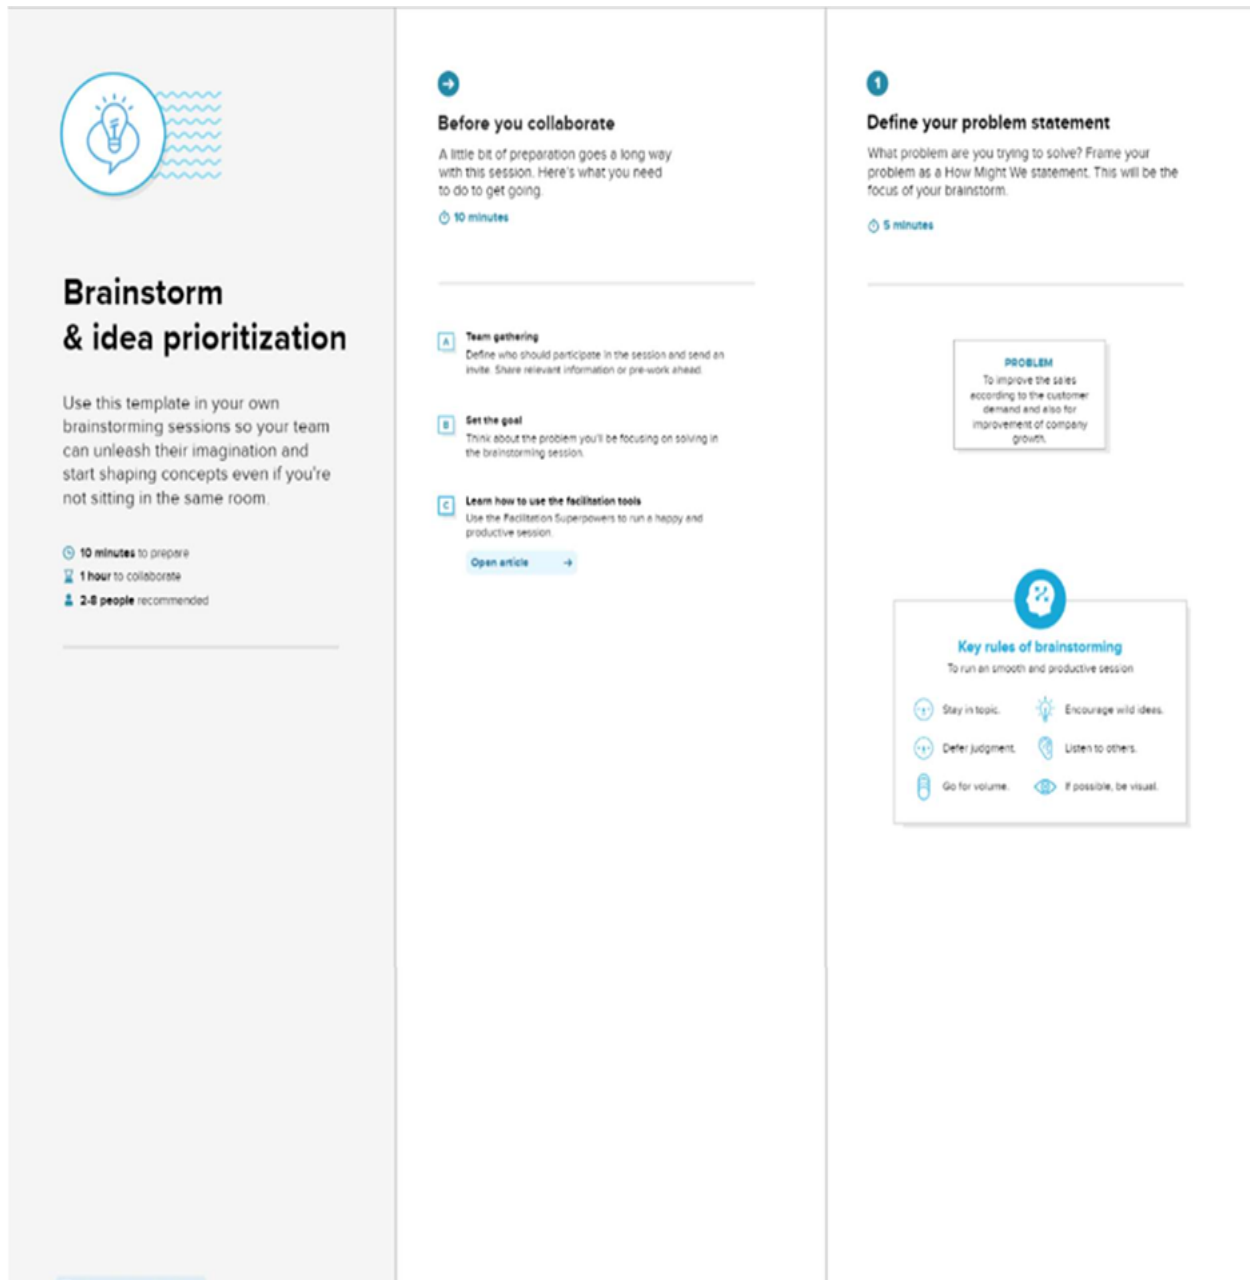 Brainstorm
& idea prioritization
Use this template in your own
brainstorming sessions so your team
can unleash their imagination and
start shaping concepts even if you're
not sitting in the same room.
10 minutes to prepare
1 hour to collaborate
2-8 people recommended
Before you collaborate
A little bit of preparation goes a long way
with this session. Here's what you need
to do to get going.
10 minutes
A
Team gathering
Define who should participate in the session and send an
invite. Share relevant information or pre-work ahead.
B
Set the goal
Think about the problem you'll be focusing on solving in
the brainstorming session.
C
Learn how to use the facilitation tools
Use the Facilitation Superpowers to run a happy and
productive session.
Open article
1
Define your problem statement
What problem are you trying to solve? Frame your
problem as a How Might We statement. This will be the
focus of your brainstorm.
5 minutes
PROBLEM
To improve the sales
according to the customer
demand and also for
improvement of company
growth.
Key rules of brainstorming
To run an smooth and productive session
Stay in topic.
Encourage wild ideas.
Defer judgment.
Listen to others.
Go for volume.
If possible, be visual.